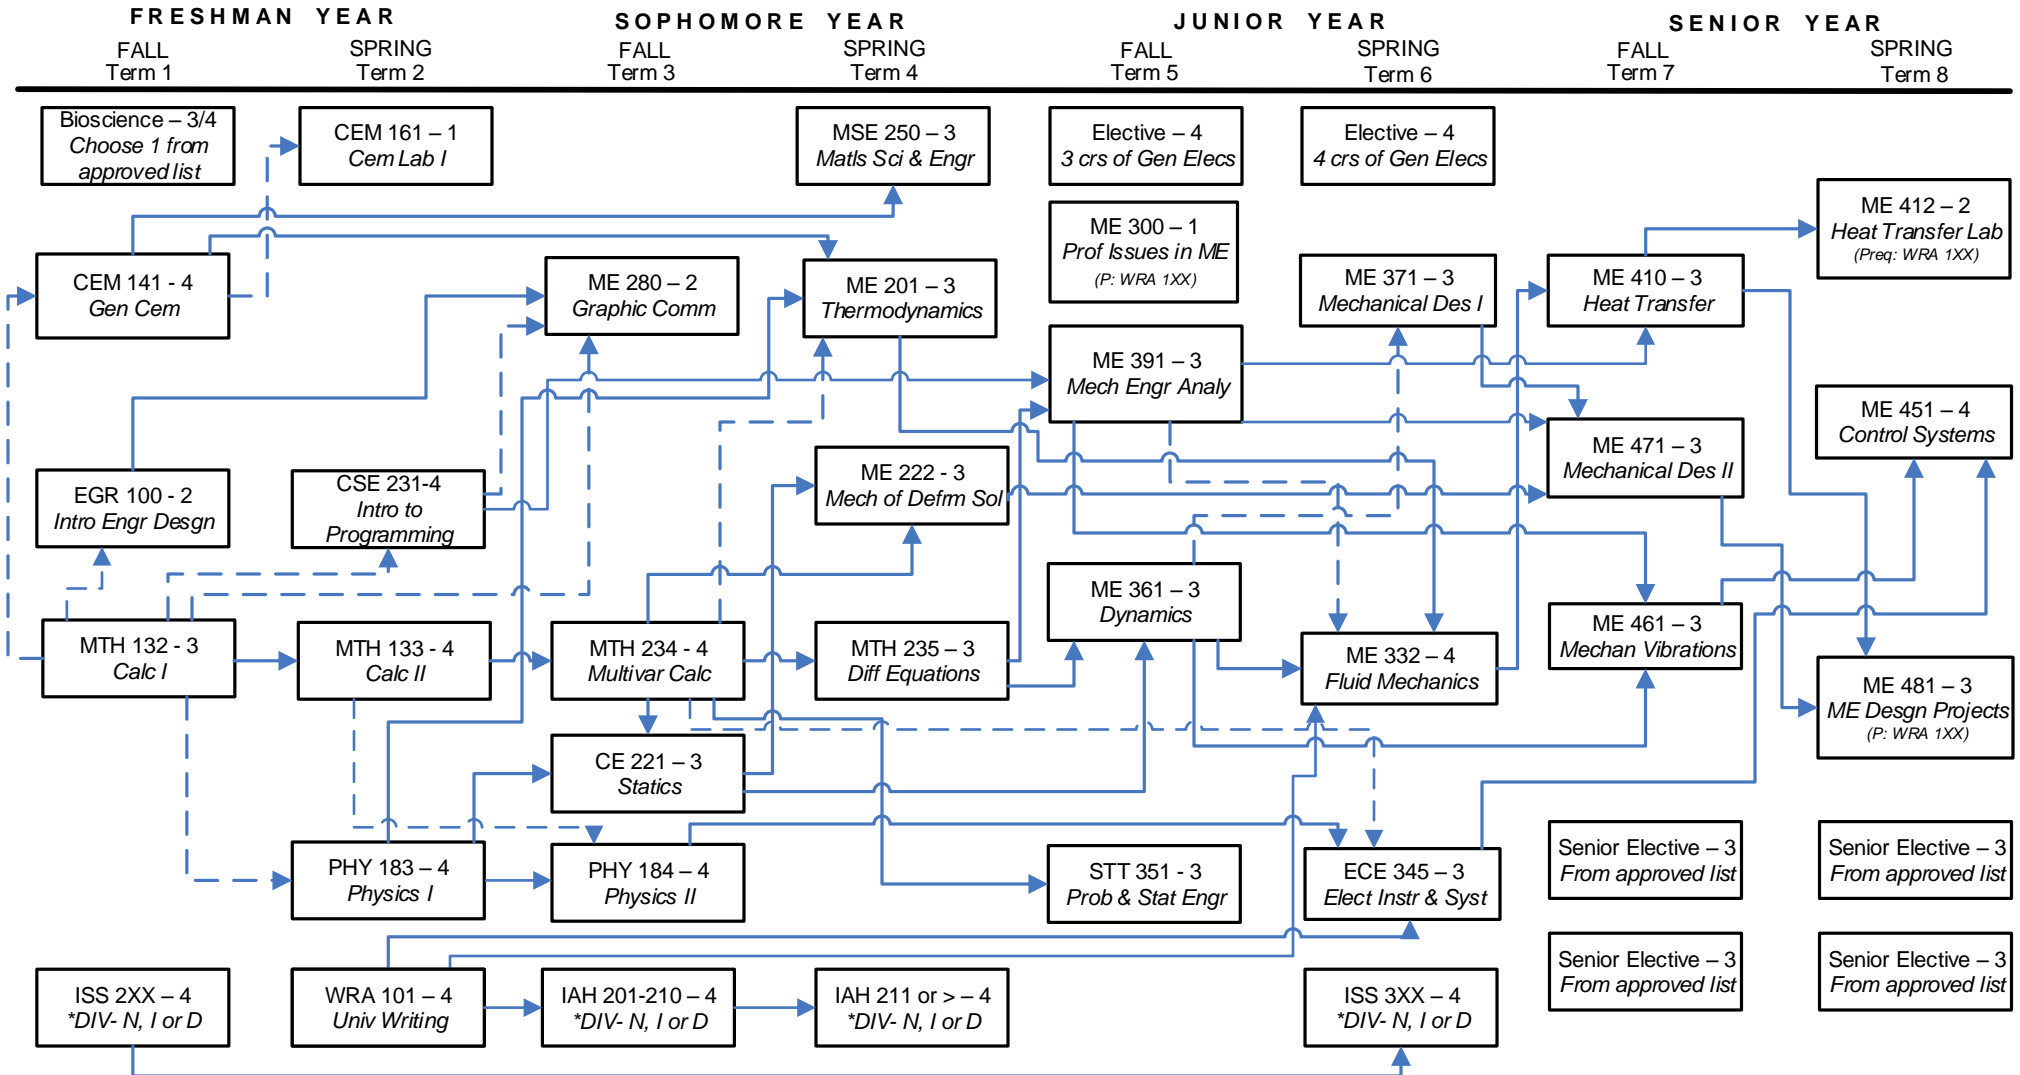 FRESHMAN YEAR
SOPHOMORE YEAR
JUNIOR YEAR
SENIOR YEAR
FALL
Term 1
SPRING
Term 2
FALL
Term 3
SPRING
Term 4
FALL
Term 5
SPRING
Term 6
FALL
Term 7
SPRING
Term 8
Bioscience – 3/4
Choose 1 from
approved list
CEM 161 – 1
Cem Lab I
MSE 250 – 3
Matls Sci & Engr
Elective – 4
3 crs of Gen Elecs
Elective – 4
4 crs of Gen Elecs
ME 300 – 1
Prof Issues in ME
(P: WRA 1XX)
ME 412 – 2
Heat Transfer Lab
(Preq: WRA 1XX)
CEM 141 - 4
Gen Cem
ME 280 – 2
Graphic Comm
ME 201 – 3
Thermodynamics
ME 371 – 3
Mechanical Des I
ME 410 – 3
Heat Transfer
ME 391 – 3
Mech Engr Analy
ME 451 – 4
Control Systems
EGR 100 - 2
Intro Engr Desgn
CSE 231-4
Intro to
Programming
ME 222 - 3
Mech of Defrm Sol
ME 471 – 3
Mechanical Des II
ME 361 – 3
Dynamics
MTH 132 - 3
Calc I
MTH 133 - 4
Calc II
MTH 234 - 4
Multivar Calc
MTH 235 – 3
Diff Equations
ME 332 – 4
Fluid Mechanics
ME 461 – 3
Mechan Vibrations
ME 481 – 3
ME Desgn Projects
(P: WRA 1XX)
CE 221 – 3
Statics
PHY 183 – 4
Physics I
PHY 184 – 4
Physics II
STT 351 - 3
Prob & Stat Engr
ECE 345 – 3
Elect Instr & Syst
Senior Elective – 3
From approved list
Senior Elective – 3
From approved list
Senior Elective – 3
From approved list
Senior Elective – 3
From approved list
ISS 2XX – 4
*DIV- N, I or D
WRA 101 – 4
Univ Writing
IAH 201-210 – 4
*DIV- N, I or D
IAH 211 or > – 4
*DIV- N, I or D
ISS 3XX – 4
*DIV- N, I or D